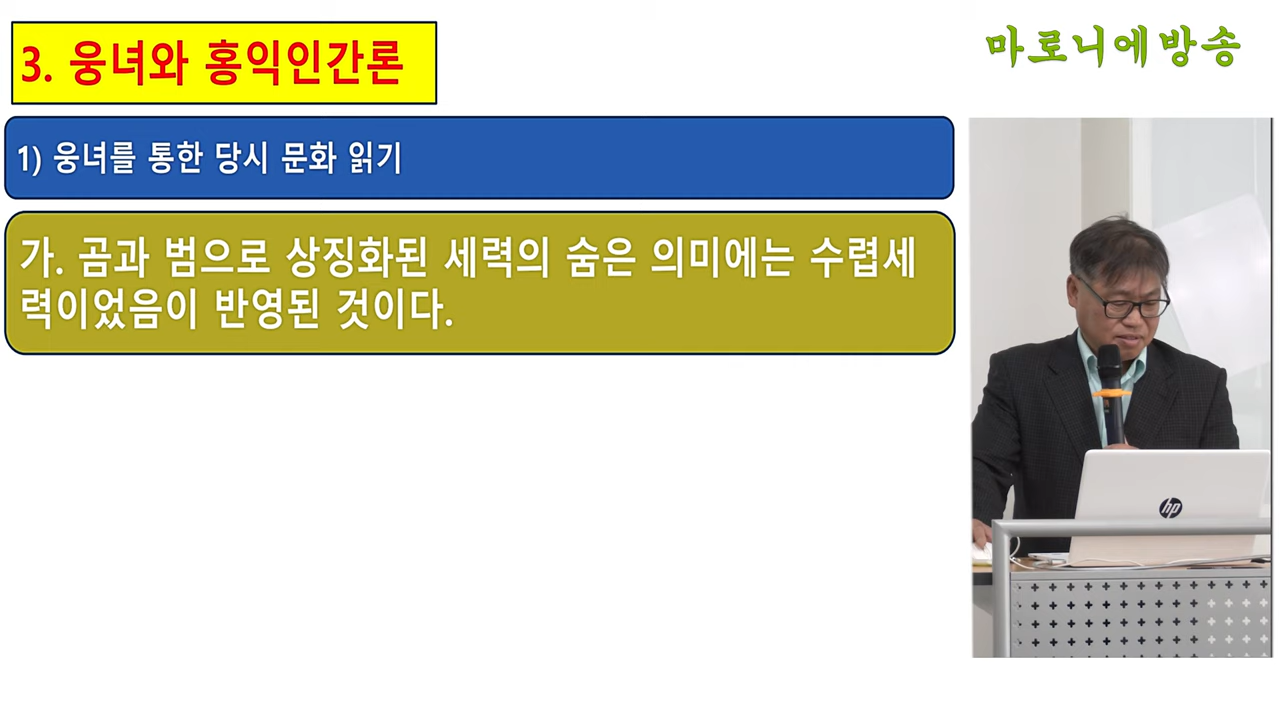 3. 웅녀와 홍익인간론
마로니에방송
1) 웅녀를 통한 당시 문화 읽기
가. 곰과 범으로 상징화된 세력의 숨은 의미에는 수렵세
력이었음이 반영된 것이다.
hp